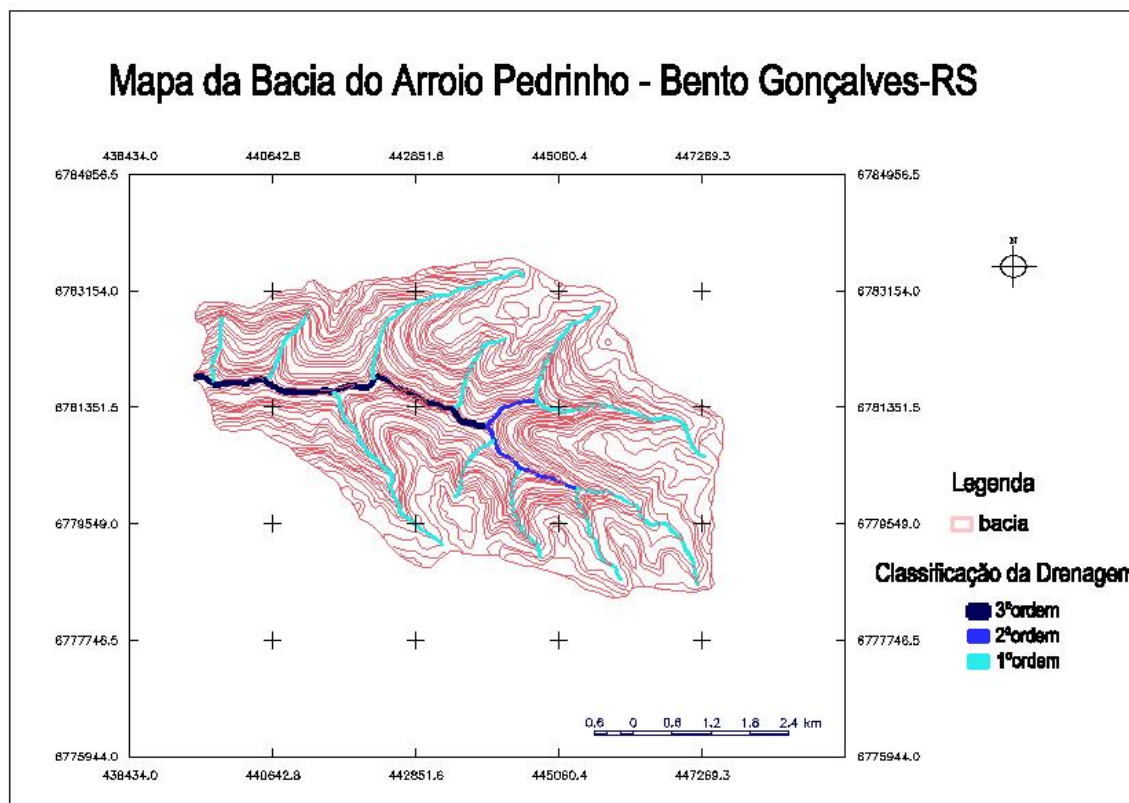 Mapa da Bacia do Arroio Pedrinho - Bento Gonçalves-RS
438434.0 440642.8 442851.6 445060.4 447269.3
6784956.5 6784956.5
N
6783154.0 6783154.0
6781351.5 6781351.5
Legenda
6779549.0 6779549.0
bacia
Classificação da Drenagem
3ªordem
2ªordem
6777746.5 6777746.5
1ªordem
0.6 0 0.6 1.2 1.8 2.4 km
6775944.0 6775944.0
438434.0 440642.8 442851.6 445060.4 447269.3